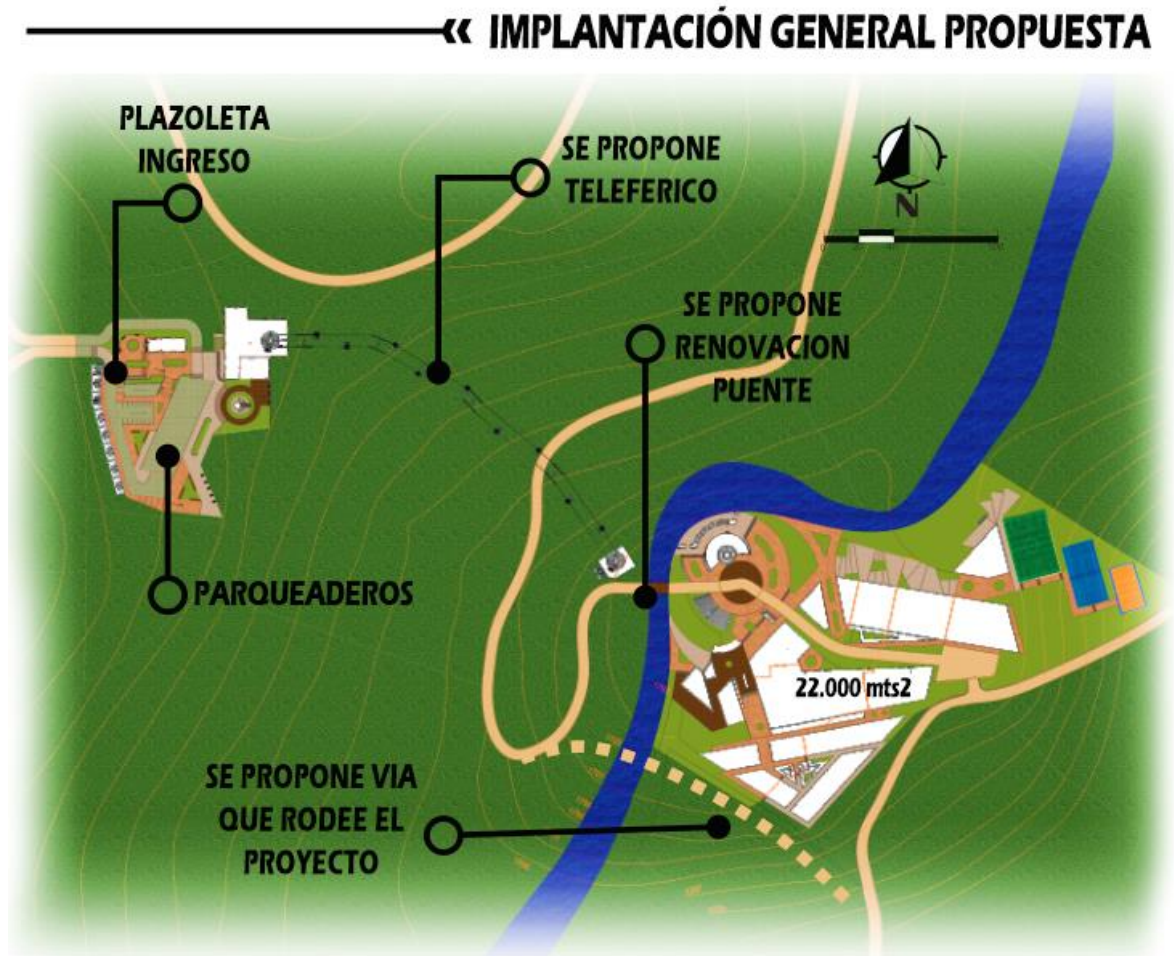 « IMPLANTACIÓN GENERAL PROPUESTA
PLAZOLETA
INGRESO
SE PROPONE
TELEFERICO
N
SE PROPONE
RENOVACION
PUENTE
PARQUEADEROS
22.000 mts2
SE PROPONE VIA
QUE RODEE EL
PROYECTO